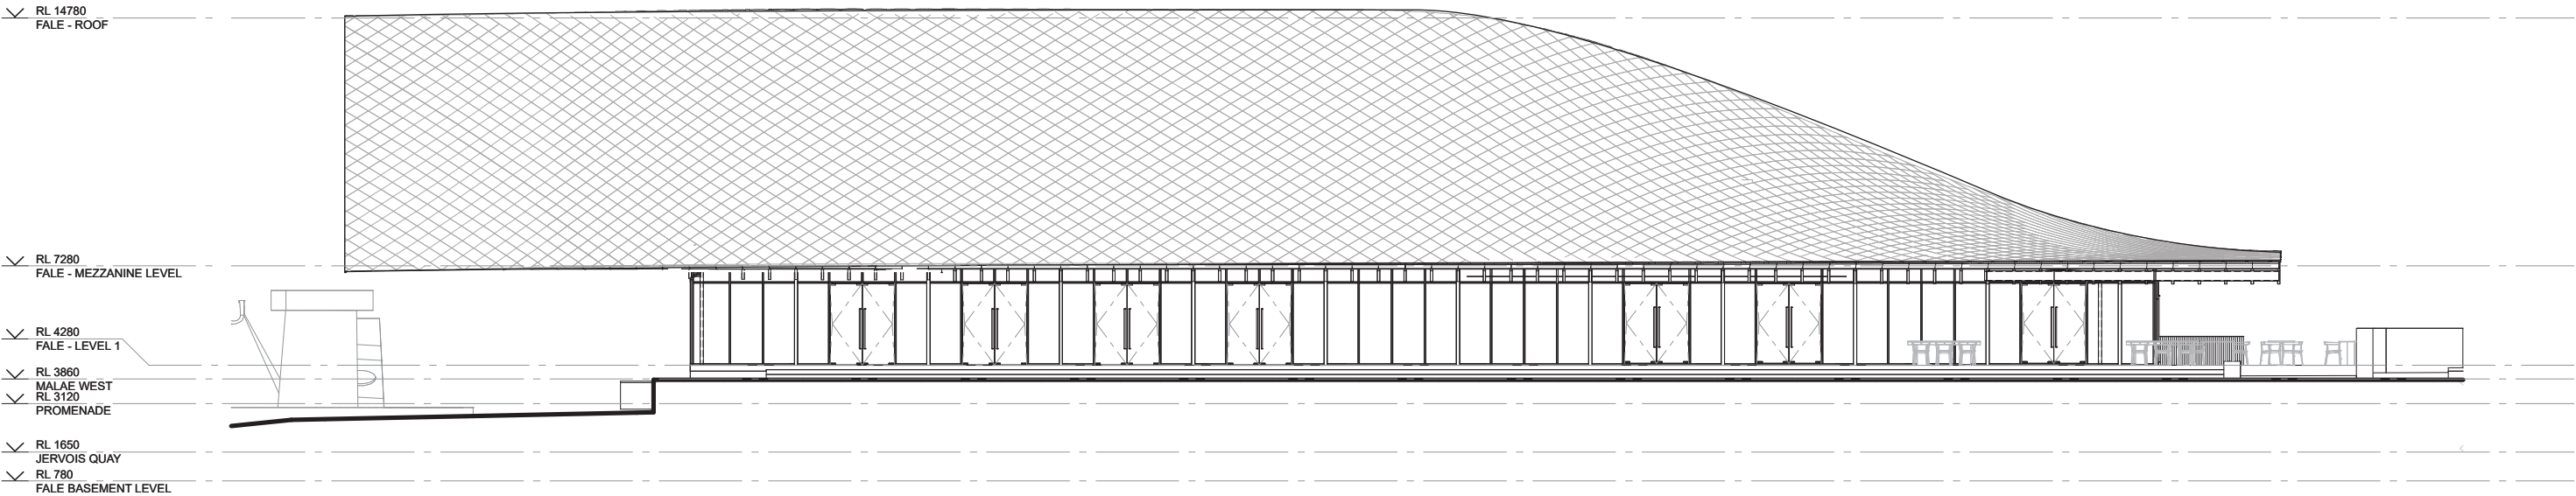 RL 14780
FALE - ROOF
RL 7280
FALE - MEZZANINE LEVEL
RL 4280
FALE - LEVEL 1
RL 3860
MALAE WEST
RL 3120
PROMENADE
RL 1650
JERVOIS QUAY
RL 780
FALE BASEMENT LEVEL